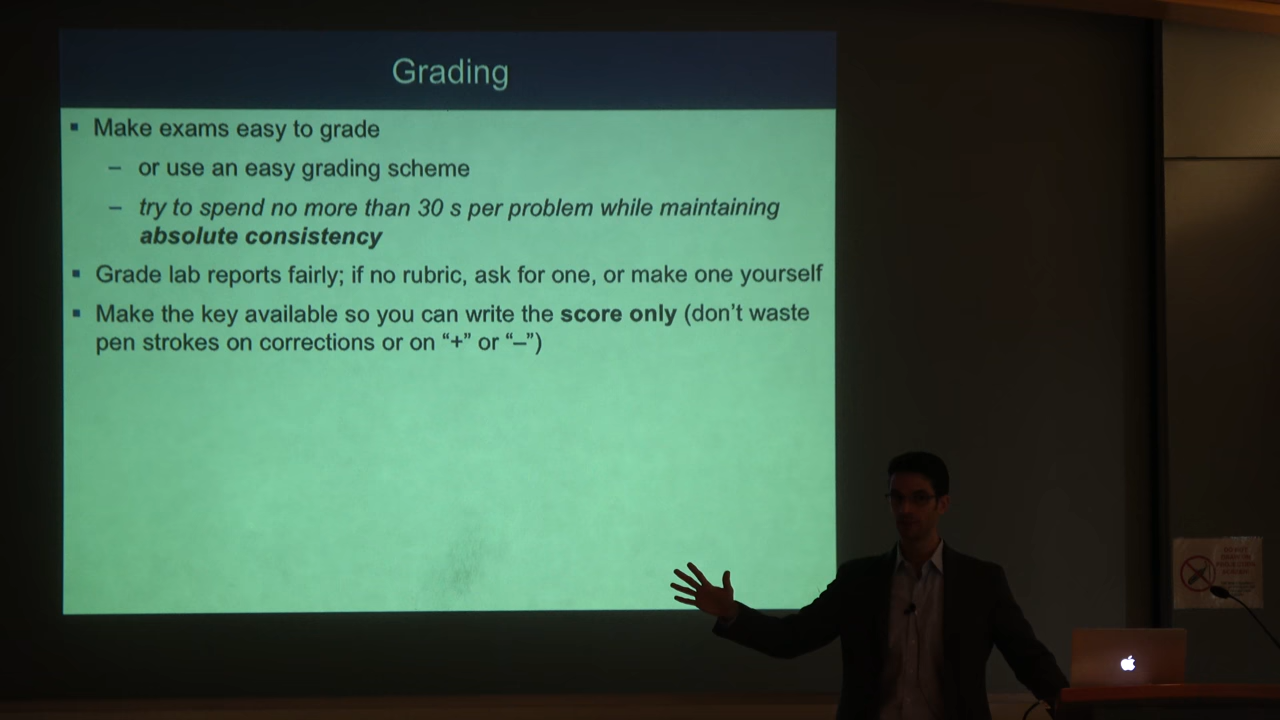 Grading
▪ Make exams easy to grade
– or use an easy grading scheme
– try to spend no more than 30 s per problem while maintaining
absolute consistency
▪ Grade lab reports fairly; if no rubric, ask for one, or make one yourself
▪ Make the key available so you can write the score only (don’t waste
pen strokes on corrections or on “+” or “–”)